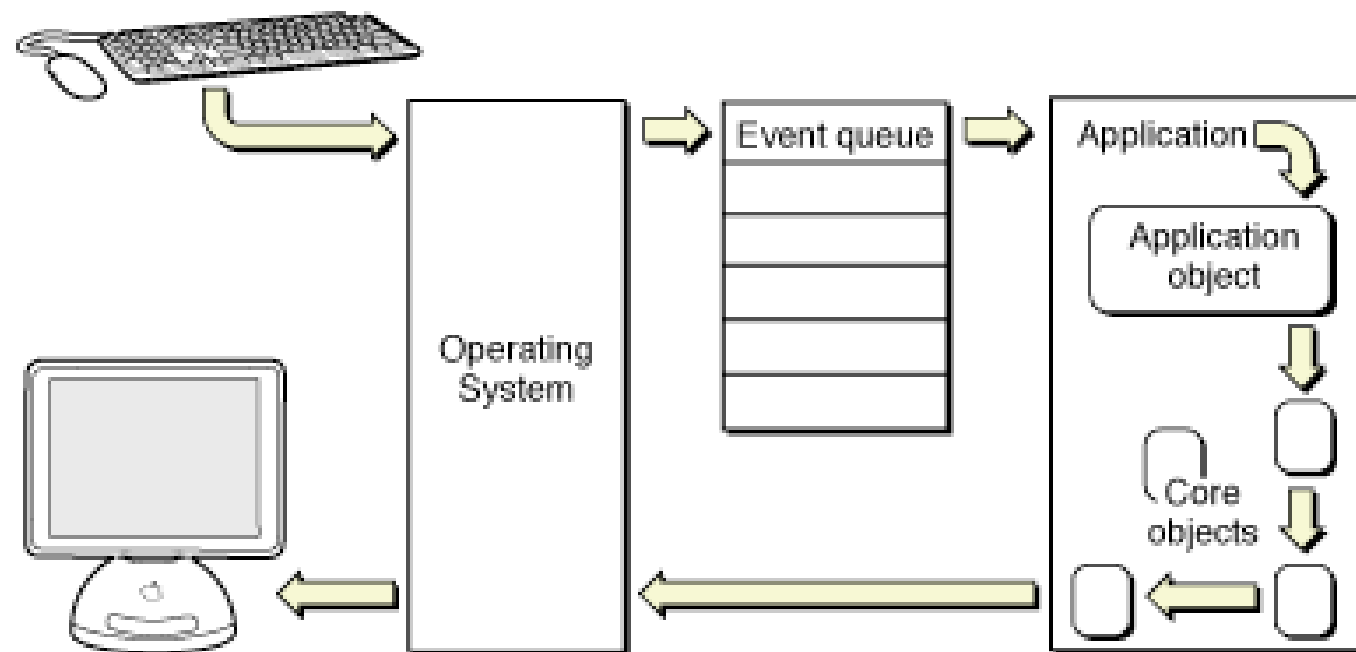 Event queue
Application
Application
object
Operating
System
Core
objects